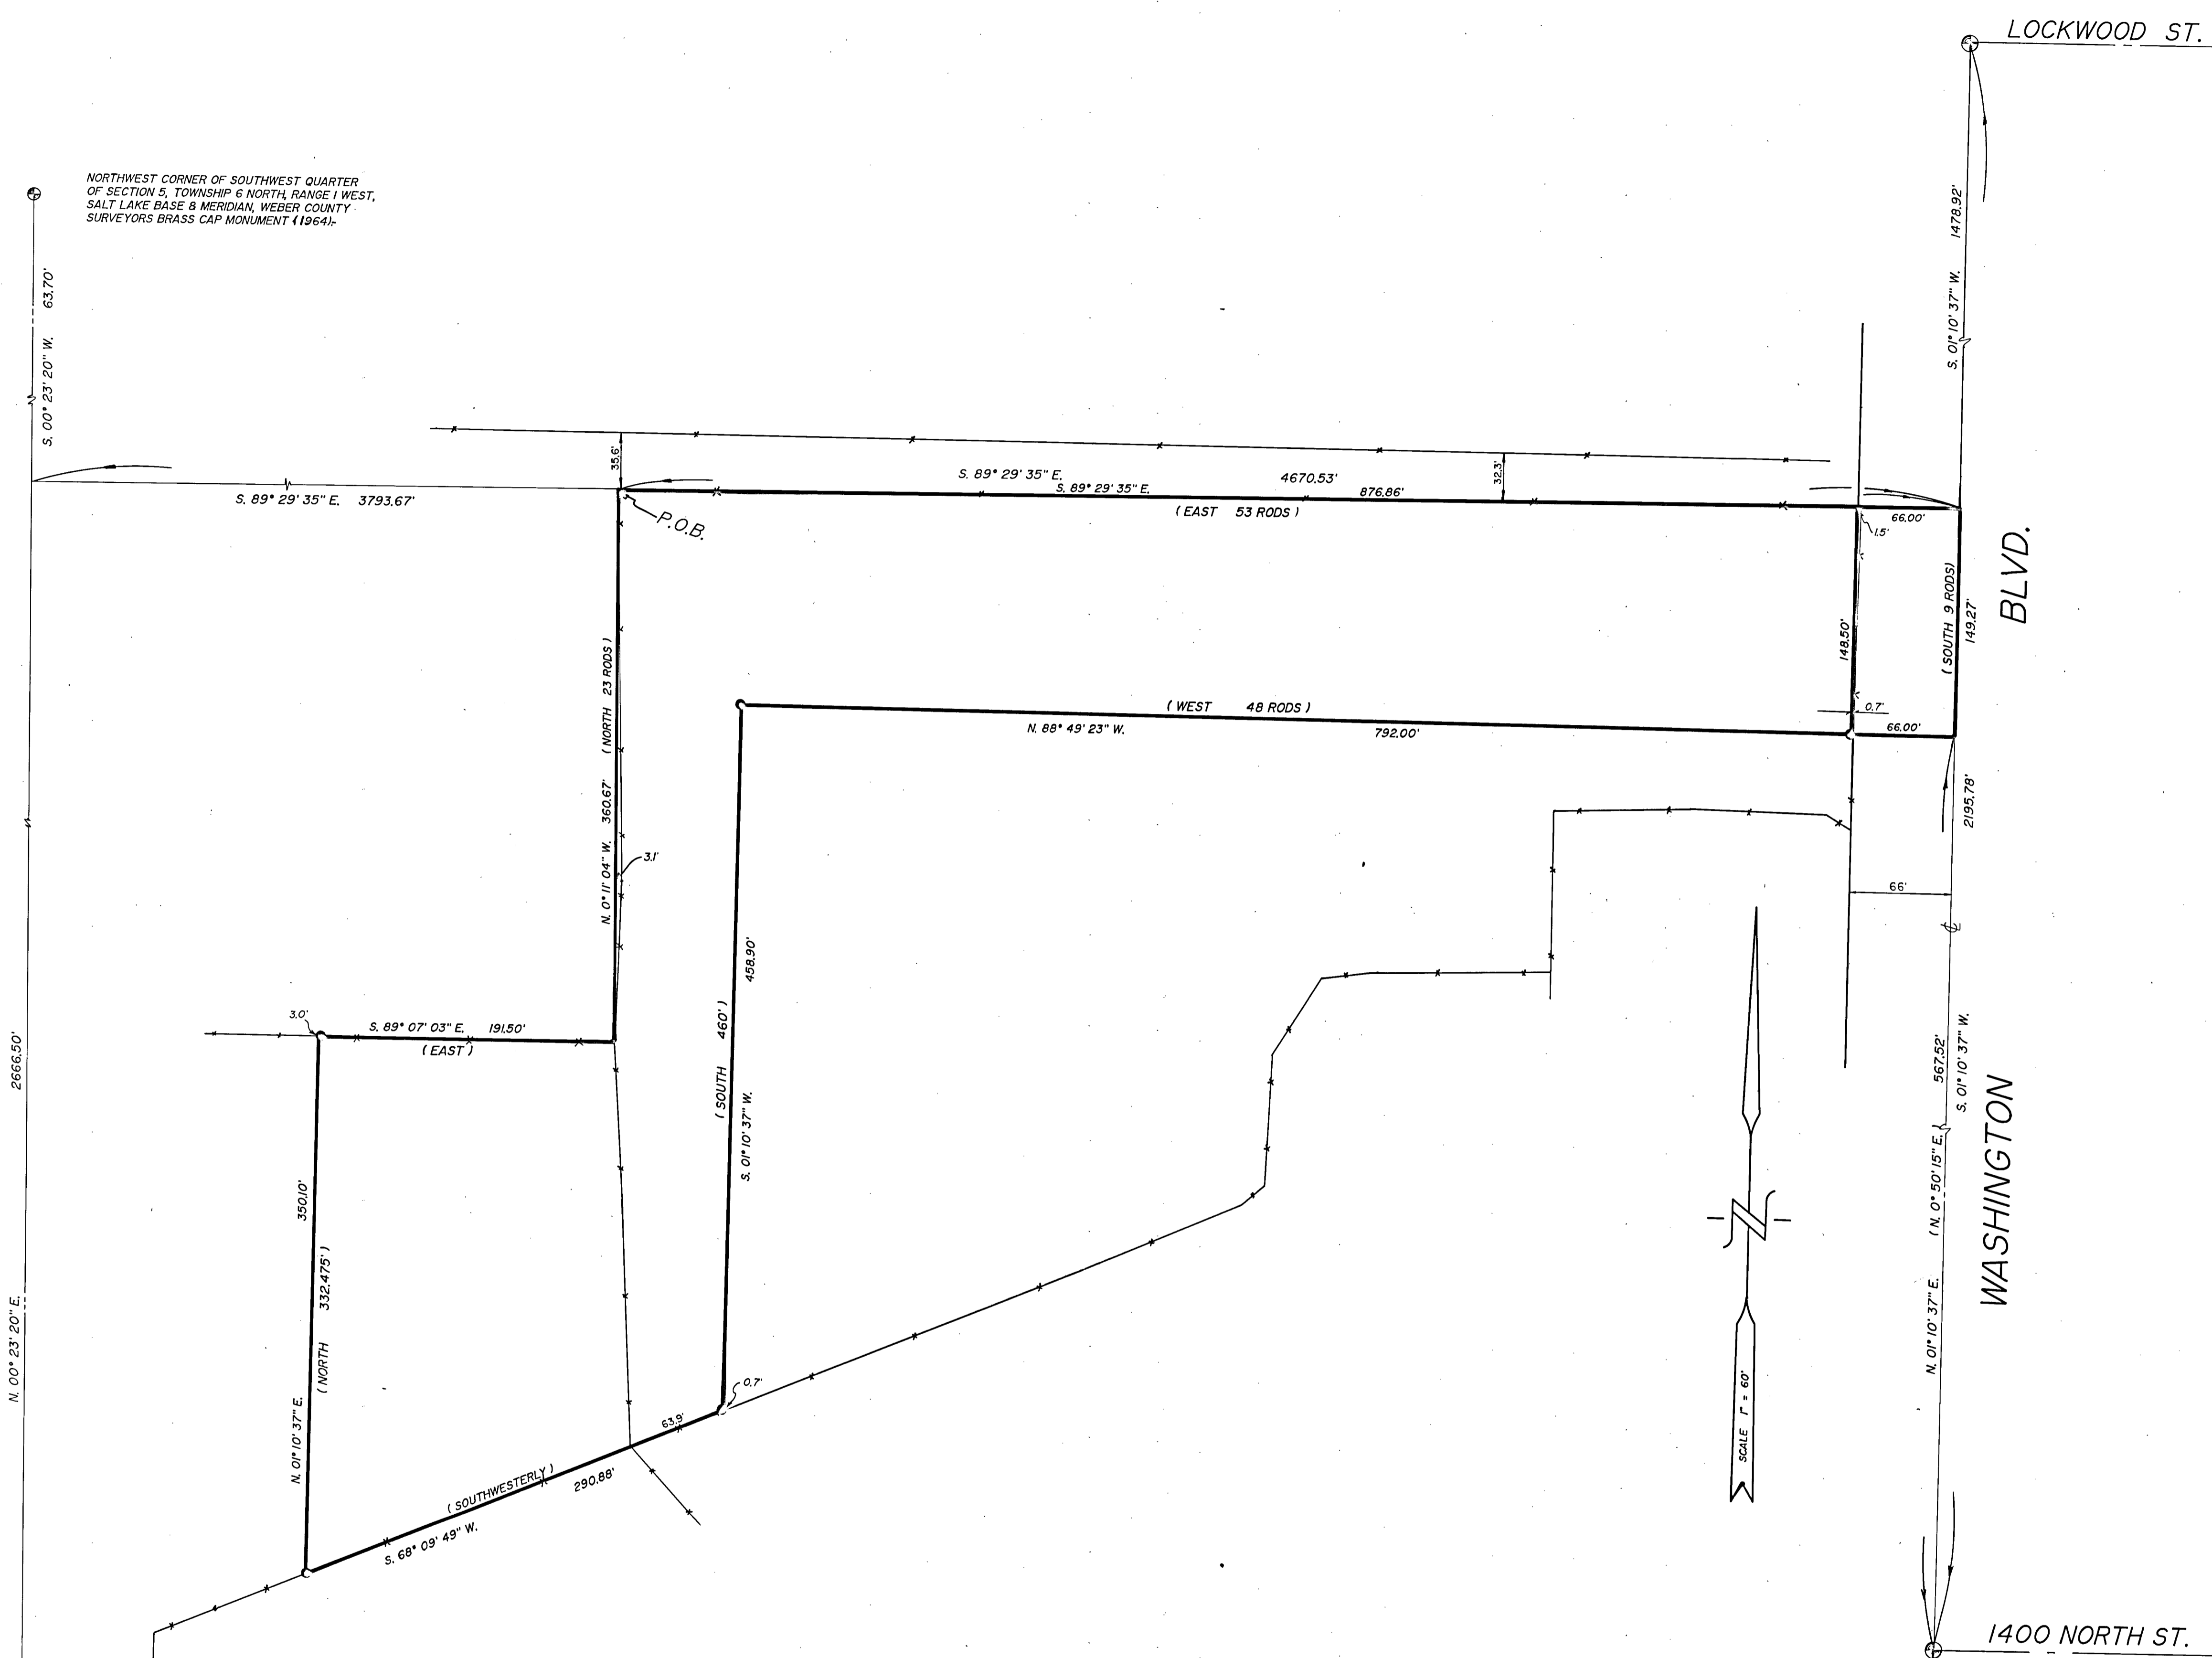 LOCKWOOD ST.
NORTHWEST CORNER OF SOUTHWEST QUARTER
OF SECTION 5, TOWNSHIP 6 NORTH, RANGE 1 WEST,
SALT LAKE BASE & MERIDIAN, WEBER COUNTY
SURVEYORS BRASS CAP MONUMENT (1964).
S. 00° 23' 20" W. 63.70'
S. 01° 10' 37" W. 1478.92'
35.6'
32.3'
S. 89° 29' 35" E. 4670.53'
S. 89° 29' 35" E. 3793.67'
S. 89° 29' 35" E. 876.86'
( EAST 53 RODS )
P.O.B.
66.00'
1.5'
BLVD.
( SOUTH 9 RODS)
149.27'
148.50'
N. 0° 11' 04" W. 360.67' ( NORTH 23 RODS )
( WEST 48 RODS )
N. 88° 49' 23" W. 792.00'
0.7'
66.00'
2195.78'
3.1'
66'
℄
458.90'
( SOUTH 460' )
S. 01° 10' 37" W.
3.0'
S. 89° 07' 03" E. 191.50'
( EAST )
2666.50'
N. 00° 23' 20" E.
350.10'
( NORTH 332.475' )
N. 01° 10' 37" E.
N. 01° 10' 37" E. ( N. 0° 50' 15" E. ) 567.52'
S. 01° 10' 37" W.
WASHINGTON
N
SCALE 1" = 60'
0.7'
63.9'
( SOUTHWESTERLY )
290.88'
S. 68° 09' 49" W.
1400 NORTH ST.